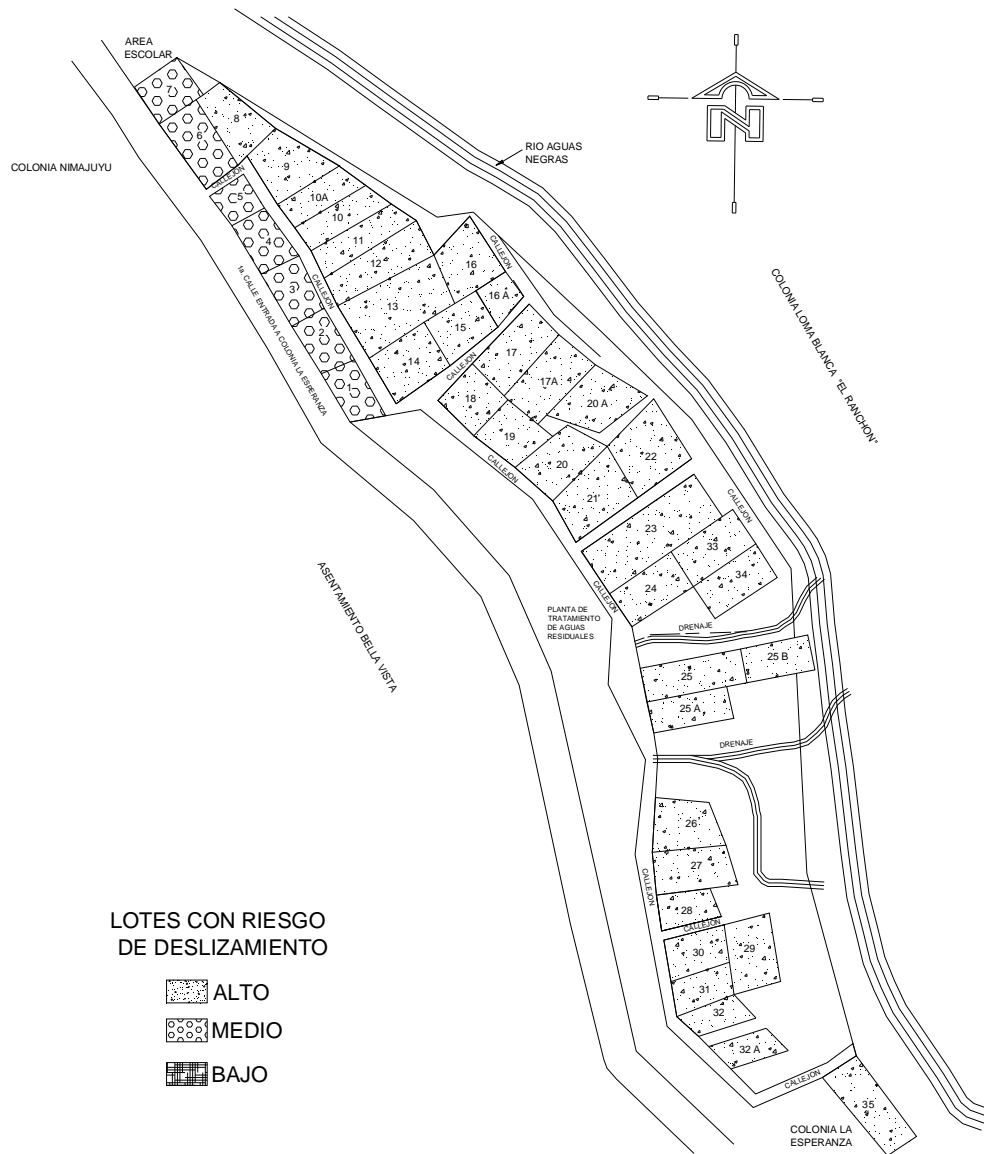 AREA
ESCOLAR
7
6
8
COLONIA NIMAJUYU
RIO AGUAS
NEGRAS
N
CALLEJON
9
5
10A
10
4
11
12
3
13
2
14
1
15
16
16 A
CALLEJON
CALLEJON
1a. CALLE ENTRADA A COLONIA LA ESPERANZA
COLONIA LOMA BLANCA "EL RANCHON"
CALLEJON
17
17A
18
20 A
19
20
21
22
CALLEJON
23
CALLEJON
33
24
34
CALLEJON
ASENTAMIENTO BELLA VISTA
PLANTA DE
TRATAMIENTO
DE AGUAS
RESIDUALES
DRENAJE
25
25 B
25 A
DRENAJE
26
27
CALLEJON
28
CALLEJON
30
29
31
32
32 A
CALLEJON
35
COLONIA LA
ESPERANZA
LOTES CON RIESGO
DE DESLIZAMIENTO
ALTO
MEDIO
BAJO